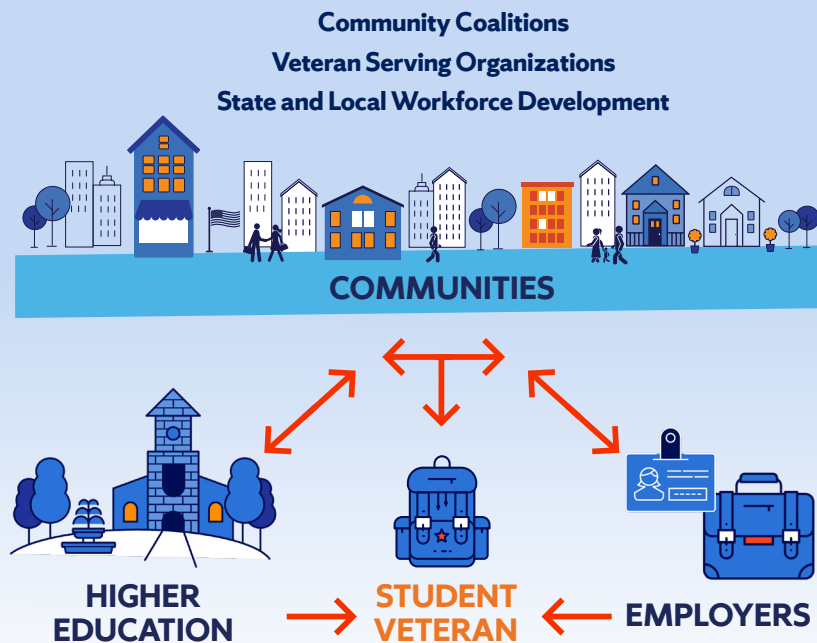 Community Coalitions
Veteran Serving Organizations
State and Local Workforce Development
COMMUNITIES
HIGHER
EDUCATION
STUDENT
VETERAN
EMPLOYERS